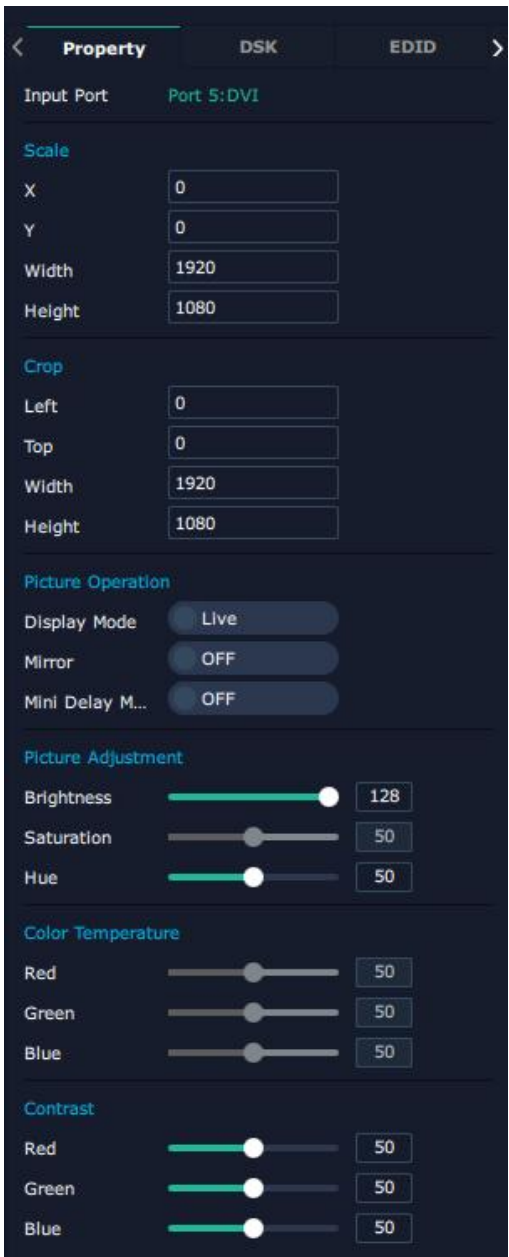 Property DSK EDID
Input Port Port 5:DVI
Scale
X 0
Y 0
Width 1920
Height 1080
Crop
Left 0
Top 0
Width 1920
Height 1080
Picture Operation
Display Mode Live
Mirror OFF
Mini Delay M... OFF
Picture Adjustment
Brightness 128
Saturation 50
Hue 50
Color Temperature
Red 50
Green 50
Blue 50
Contrast
Red 50
Green 50
Blue 50